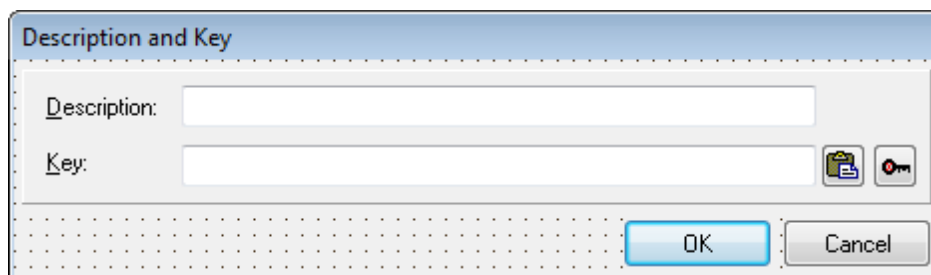 Description and Key
Description:
Key:
OK
Cancel